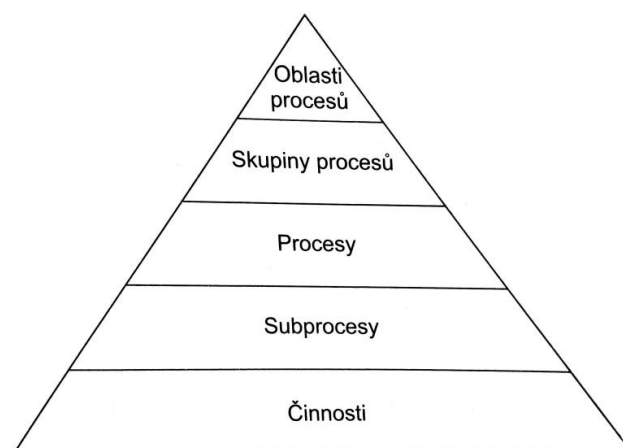 Oblasti
procesů
Skupiny procesů
Procesy
Subprocesy
Činnosti